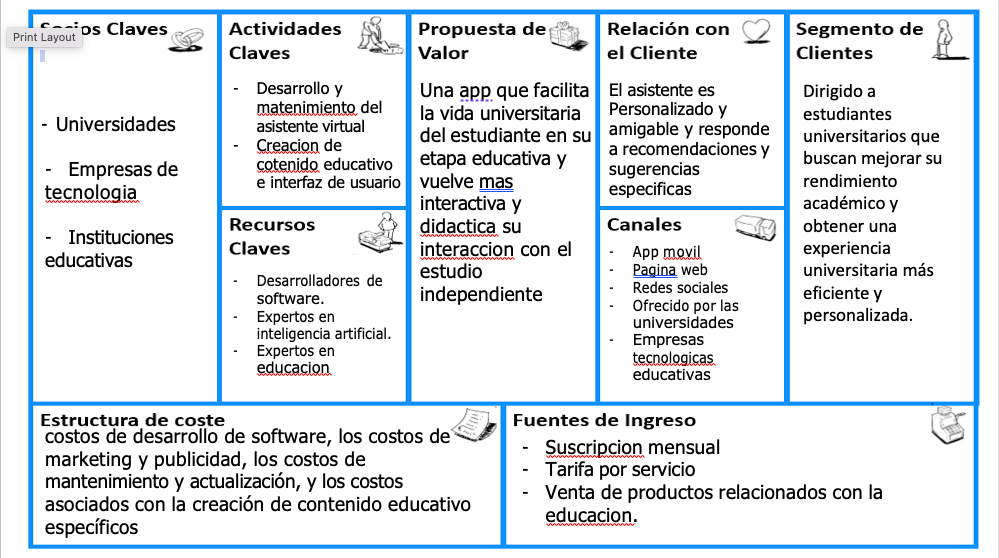 Socios Claves
Print Layout
- Universidades
- Empresas de
tecnologia
- Instituciones
educativas
Actividades
Claves
- Desarrollo y
matenimiento del
asistente virtual
- Creacion de
cotenido educativo
e interfaz de usuario
Recursos
Claves
- Desarrolladores de
software.
- Expertos en
inteligencia artificial.
- Expertos en
educacion
Propuesta de
Valor
Una app que facilita
la vida universitaria
del estudiante en su
etapa educativa y
vuelve mas
interactiva y
didactica su
interaccion con el
estudio
independiente
Relación con
el Cliente
El asistente es
Personalizado y
amigable y responde
a recomendaciones y
sugerencias
especificas
Canales
- App movil
- Pagina web
- Redes sociales
- Ofrecido por las
universidades
- Empresas
tecnologicas
educativas
Segmento de
Clientes
Dirigido a
estudiantes
universitarios que
buscan mejorar su
rendimiento
académico y
obtener una
experiencia
universitaria más
eficiente y
personalizada.
Estructura de coste
costos de desarrollo de software, los costos de
marketing y publicidad, los costos de
mantenimiento y actualización, y los costos
asociados con la creación de contenido educativo
específicos
Fuentes de Ingreso
- Suscripcion mensual
- Tarifa por servicio
- Venta de productos relacionados con la
educacion.